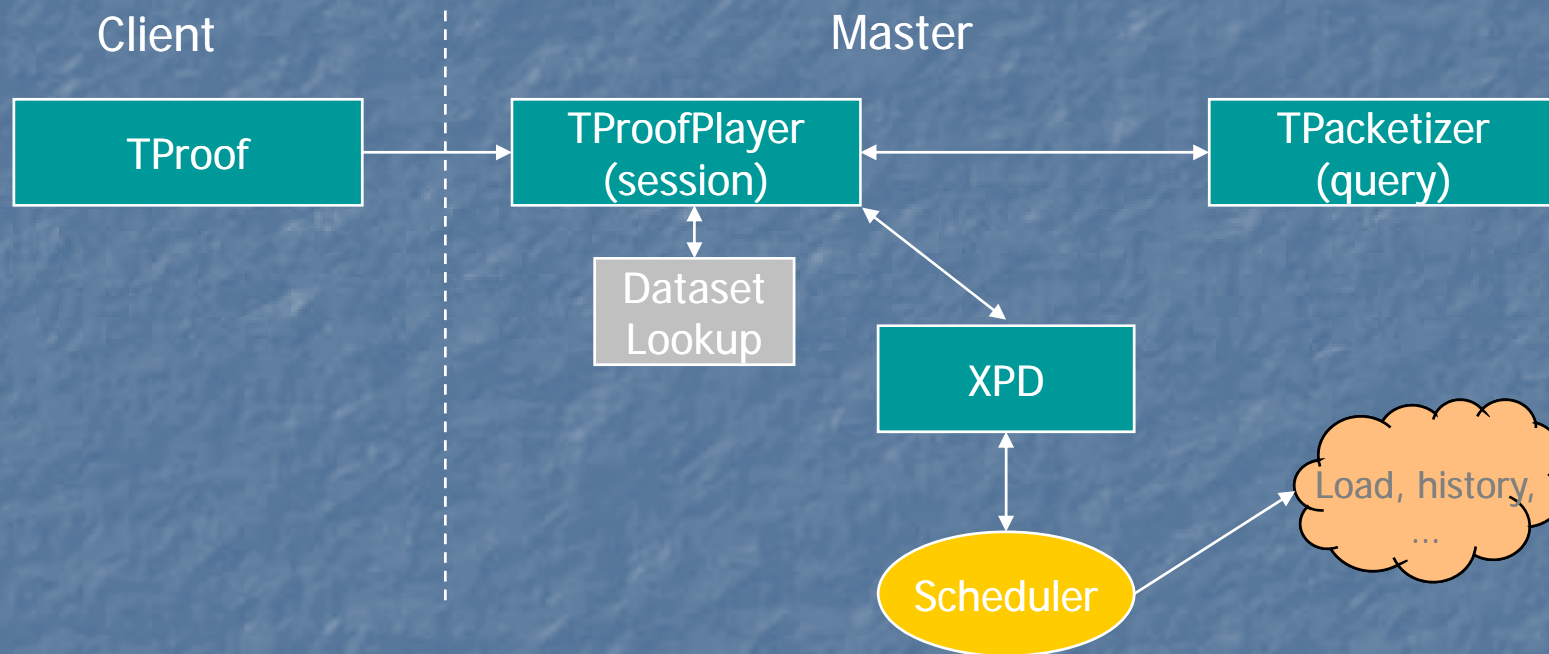 Client
Master
TProof
TProofPlayer
(session)
TPacketizer
(query)
Dataset
Lookup
XPD
Load, history,
...
Scheduler